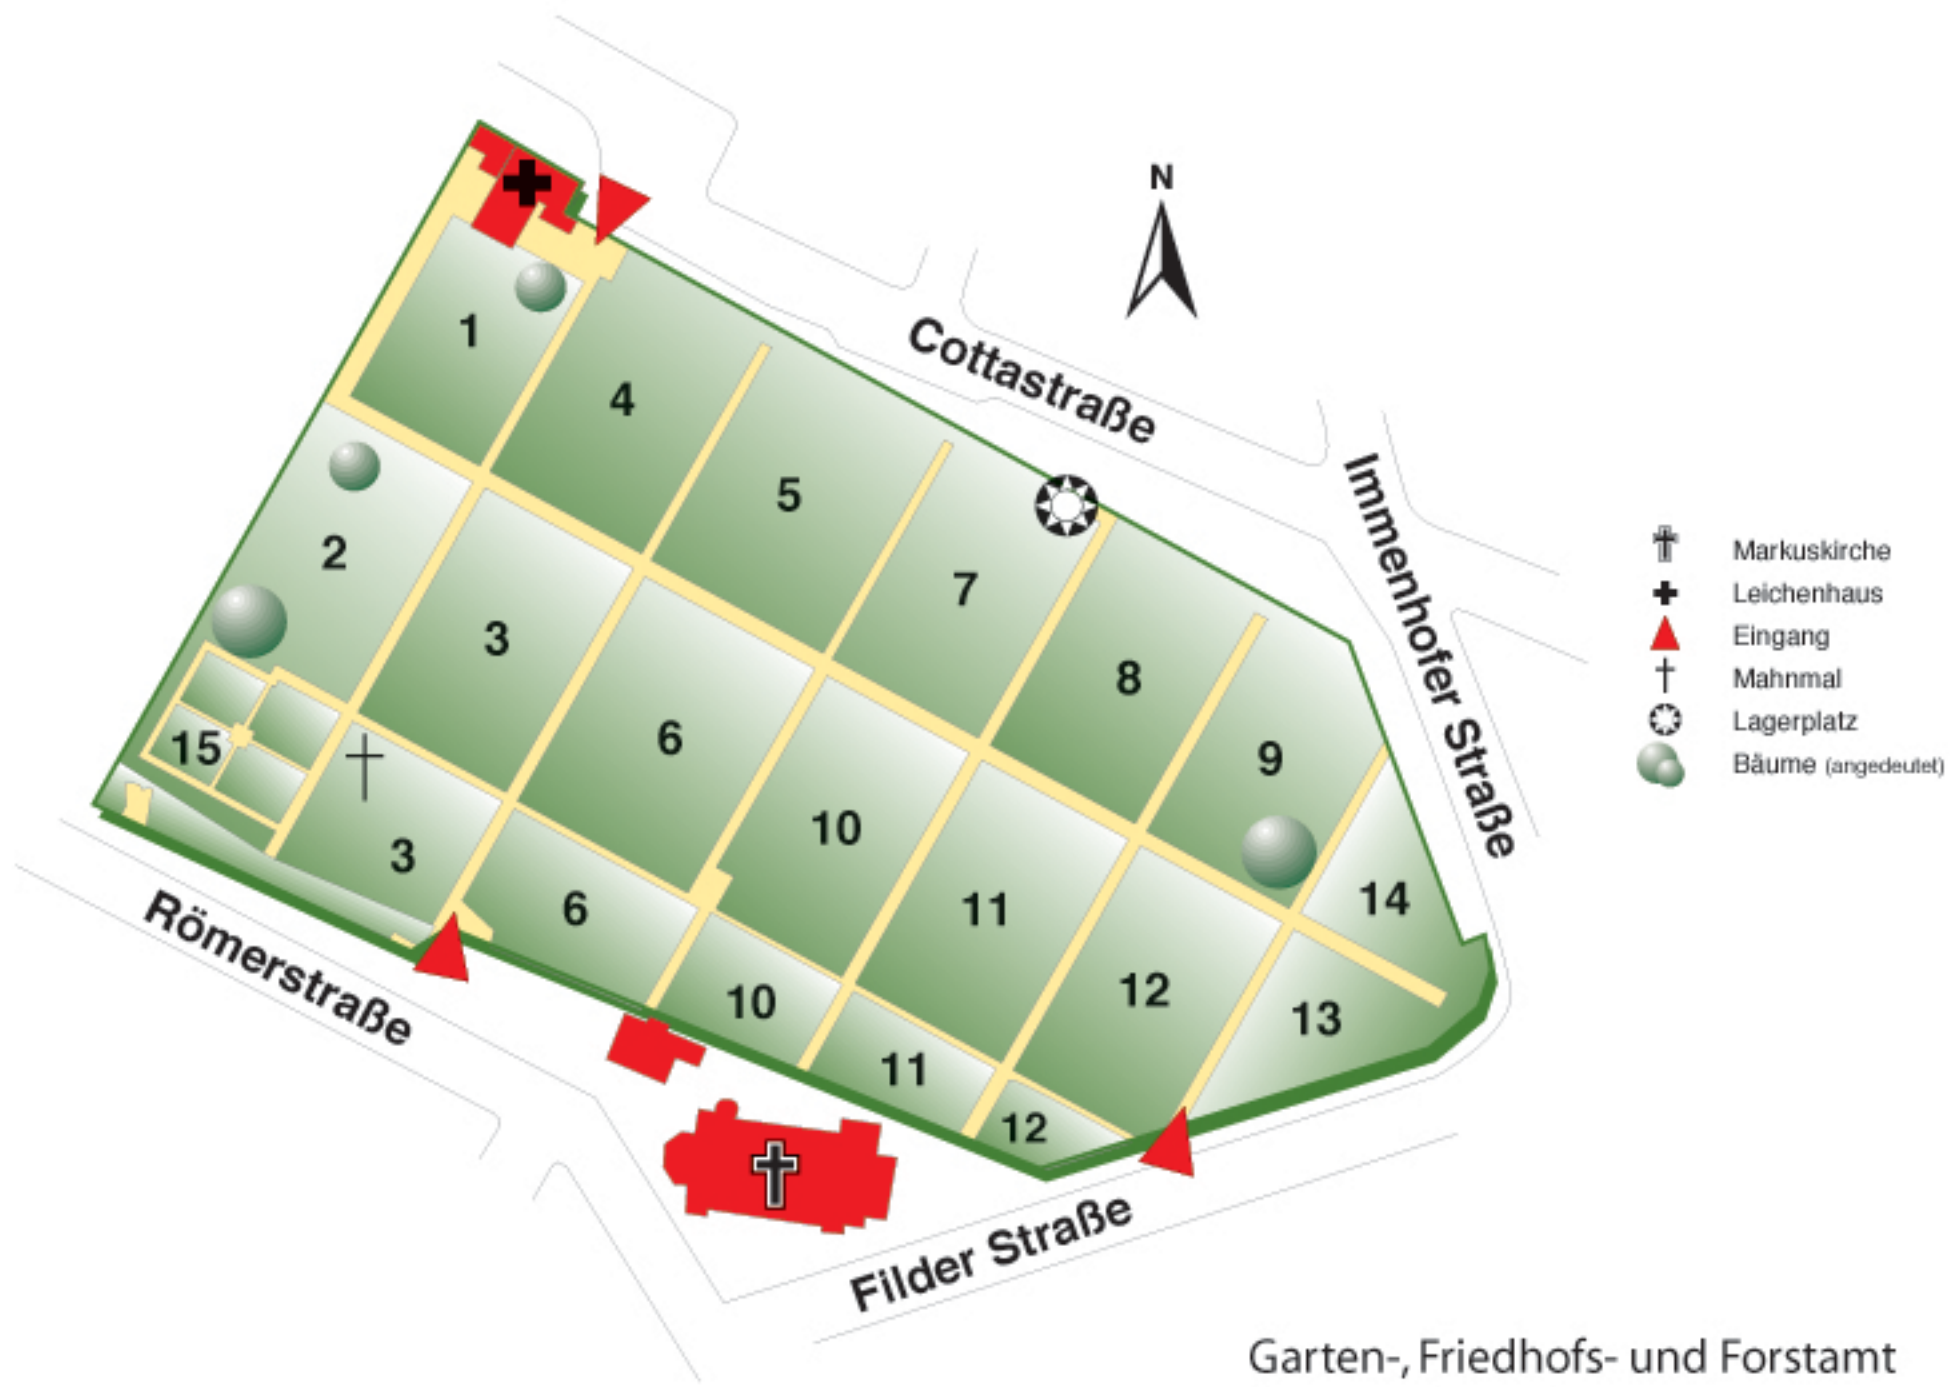 N
Cottastraße
Immenhofer Straße
1
4
5
2
7
3
8
6
9
15
10
3
14
6
11
12
10
13
11
12
Römerstraße
Filder Straße
Markuskirche
Leichenhaus
Eingang
Mahnmal
Lagerplatz
Bäume (angedeutet)
Garten-, Friedhofs- und Forstamt